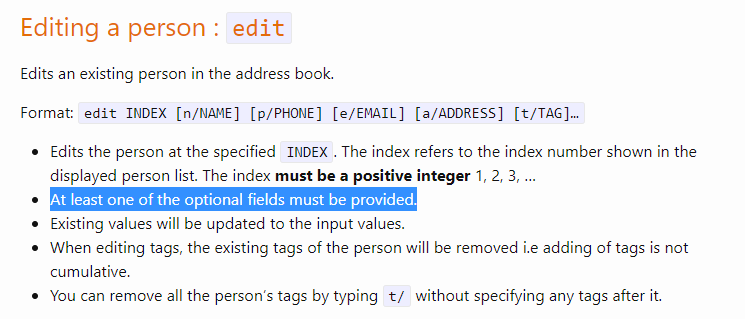 Editing a person : edit
Edits an existing person in the address book.
Format: edit INDEX [n/NAME] [p/PHONE] [e/EMAIL] [a/ADDRESS] [t/TAG]…
• Edits the person at the specified INDEX. The index refers to the index number shown in the
displayed person list. The index must be a positive integer 1, 2, 3, …
• At least one of the optional fields must be provided.
• Existing values will be updated to the input values.
• When editing tags, the existing tags of the person will be removed i.e adding of tags is not
cumulative.
• You can remove all the person’s tags by typing t/ without specifying any tags after it.